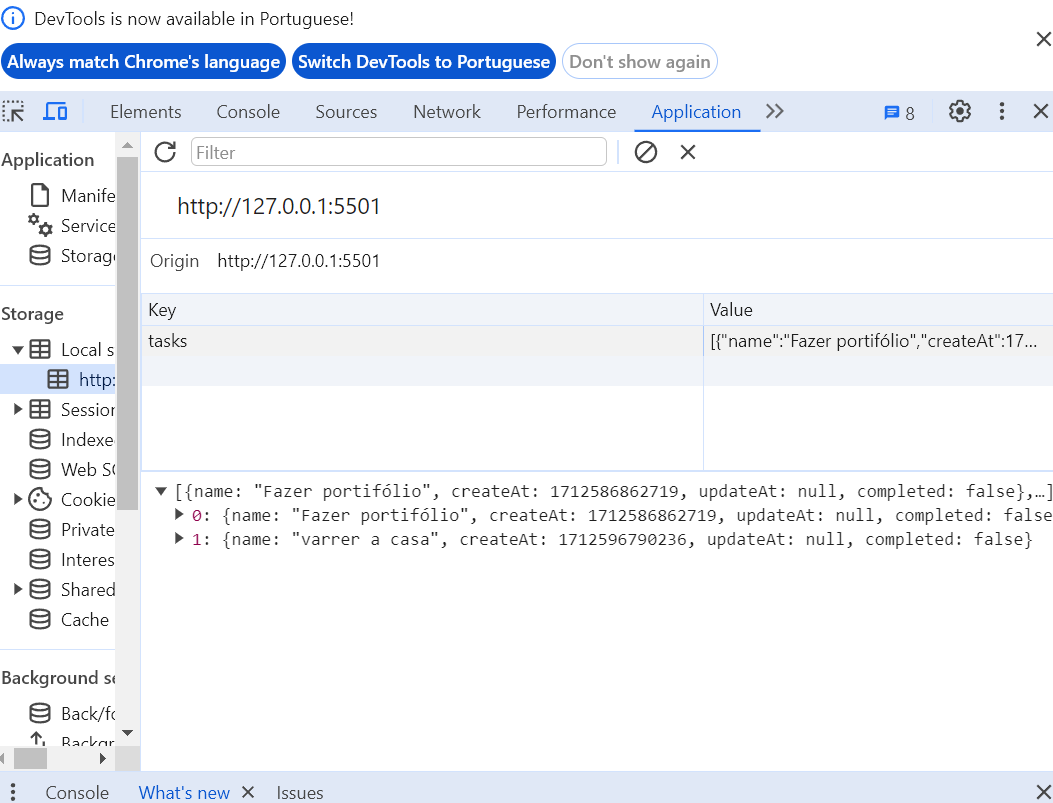 DevTools is now available in Portuguese!
Always match Chrome's language Switch DevTools to Portuguese Don't show again
Elements Console Sources Network Performance Application 8
Application
Manife
Service
Storag
Storage
Local s
http:
Session
Indexe
Web S
Cookie
Private
Interes
Shared
Cache
Background se
Back/fo
Backgr
Filter
http://127.0.0.1:5501
Origin http://127.0.0.1:5501
Key Value
tasks [{"name":"Fazer portifólio","createAt":17...
[{name: "Fazer portifólio", createAt: 1712586862719, updateAt: null, completed: false},…]
0: {name: "Fazer portifólio", createAt: 1712586862719, updateAt: null, completed: false
1: {name: "varrer a casa", createAt: 1712596790236, updateAt: null, completed: false}
Console What's new Issues